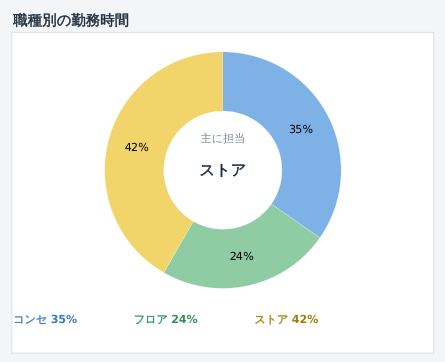 職種別の勤務時間
35%
主に担当
42%
ストア
24%
コンセ 35% フロア 24% ストア 42%